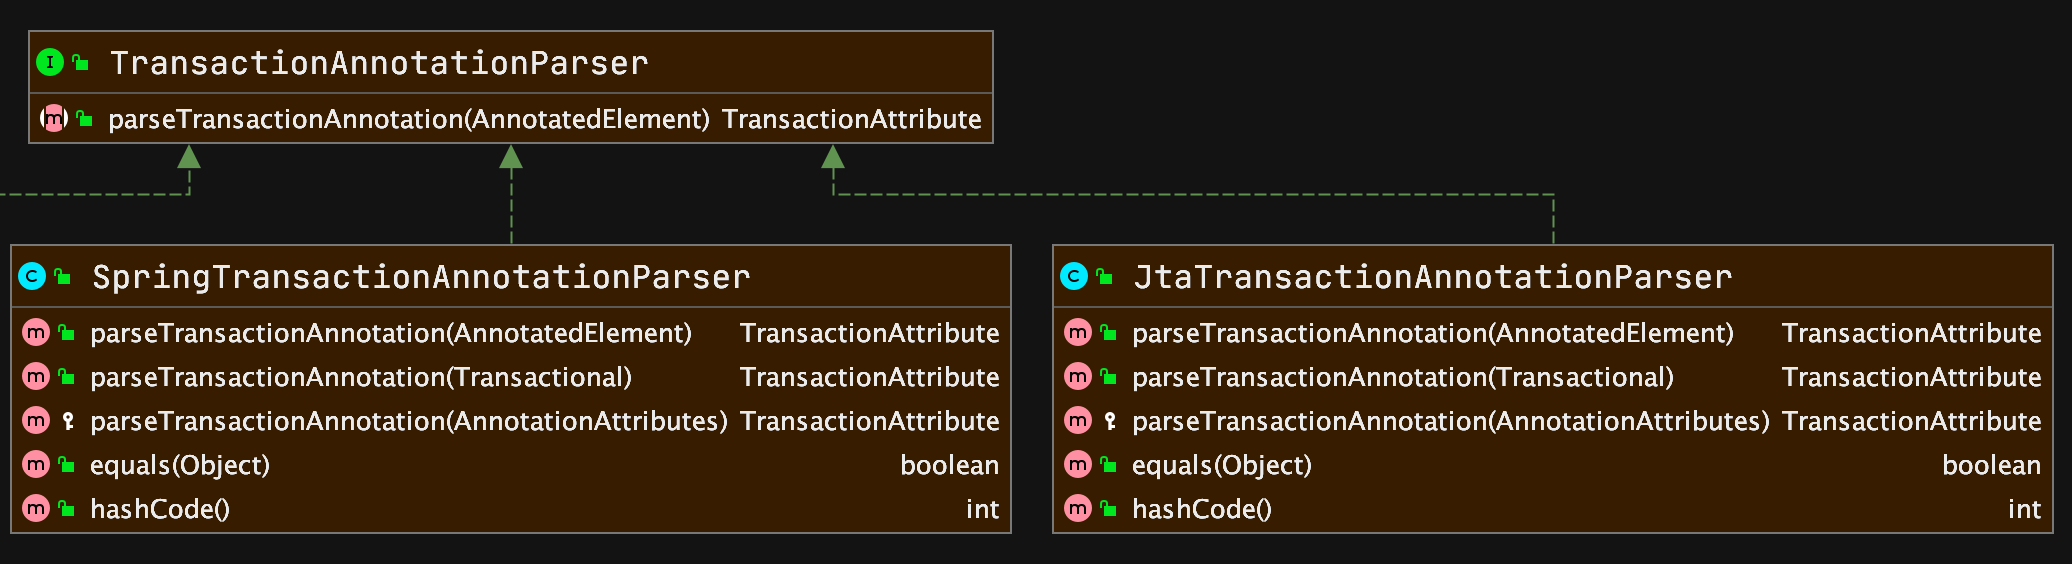 I TransactionAnnotationParser
m parseTransactionAnnotation(AnnotatedElement) TransactionAttribute
C SpringTransactionAnnotationParser
m parseTransactionAnnotation(AnnotatedElement) TransactionAttribute
m parseTransactionAnnotation(Transactional) TransactionAttribute
m parseTransactionAnnotation(AnnotationAttributes) TransactionAttribute
m equals(Object) boolean
m hashCode() int
C JtaTransactionAnnotationParser
m parseTransactionAnnotation(AnnotatedElement) TransactionAttribute
m parseTransactionAnnotation(Transactional) TransactionAttribute
m parseTransactionAnnotation(AnnotationAttributes) TransactionAttribute
m equals(Object) boolean
m hashCode() int